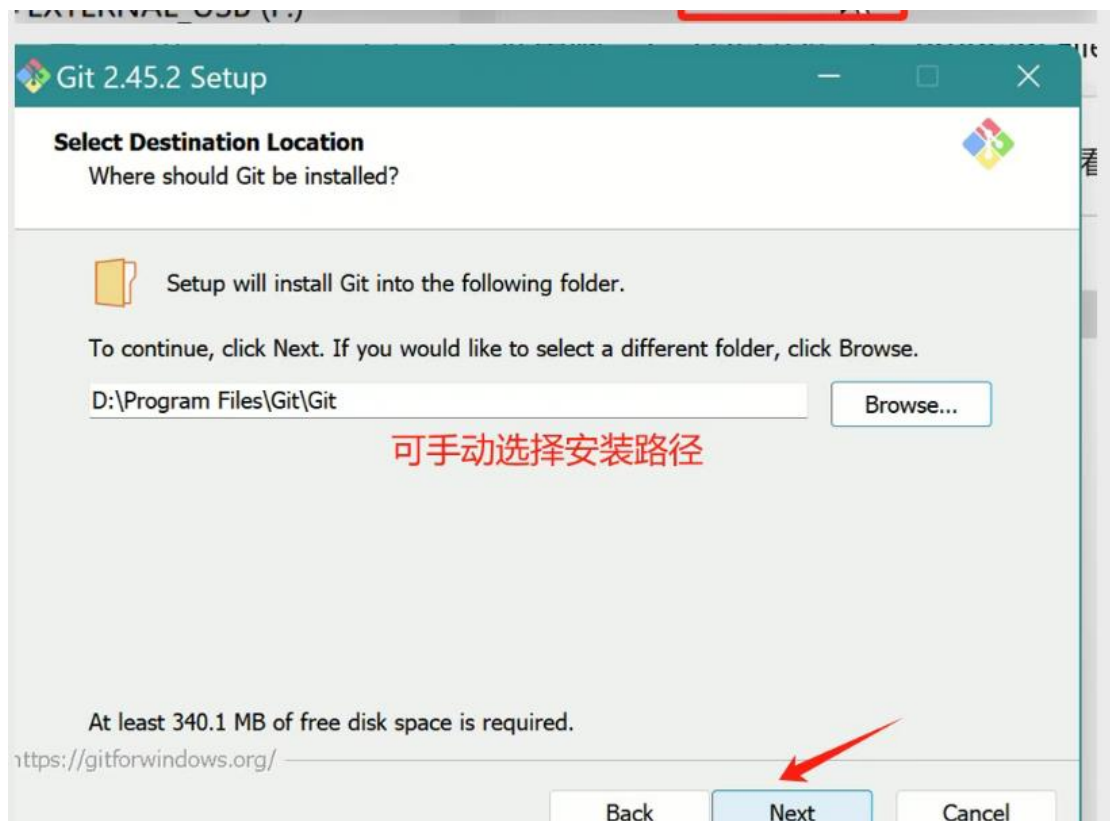 Git 2.45.2 Setup
Select Destination Location
Where should Git be installed?
Setup will install Git into the following folder.
To continue, click Next. If you would like to select a different folder, click Browse.
D:\Program Files\Git\Git
Browse...
可手动选择安装路径
At least 340.1 MB of free disk space is required.
https://gitforwindows.org/
Back Next Cancel